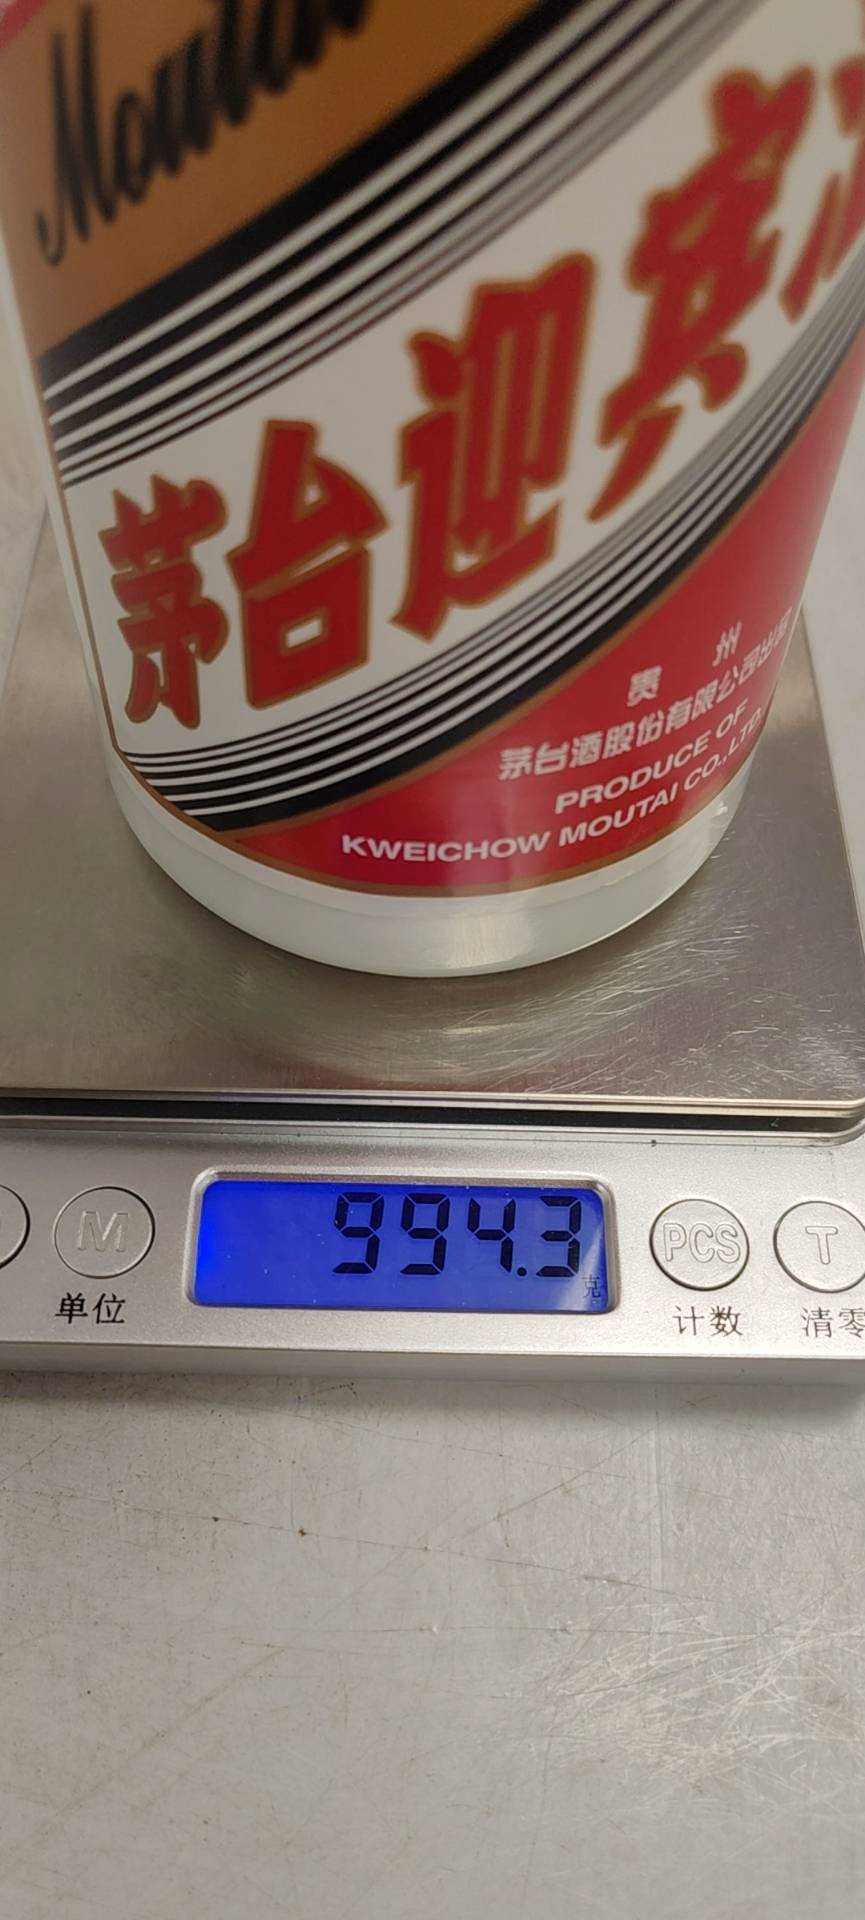 Moutai
茅台迎宾酒
贵 州
茅台酒股份有限公司出品
PRODUCE OF
KWEICHOW MOUTAI CO.,LTD.
994.3
克
M
PCS
T
单位
计数
清零